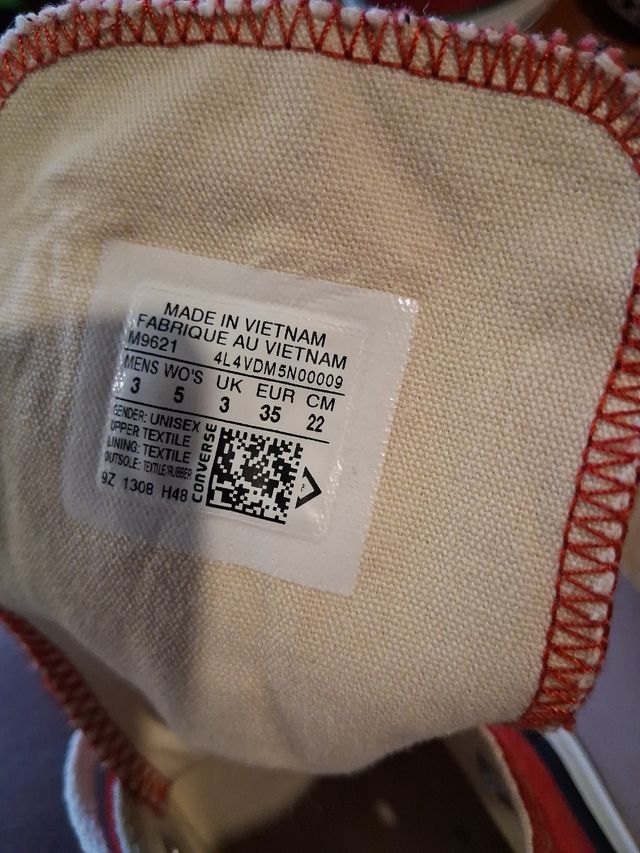 MADE IN VIETNAM
FABRIQUE AU VIETNAM
M9621 4L4VDM5N00009
MENS WO'S UK EUR CM
3 5 3 35 22
GENDER: UNISEX
UPPER TEXTILE
LINING: TEXTILE
OUTSOLE: TEXTILE/RUBBER
9Z 1308 H48
CONVERSE